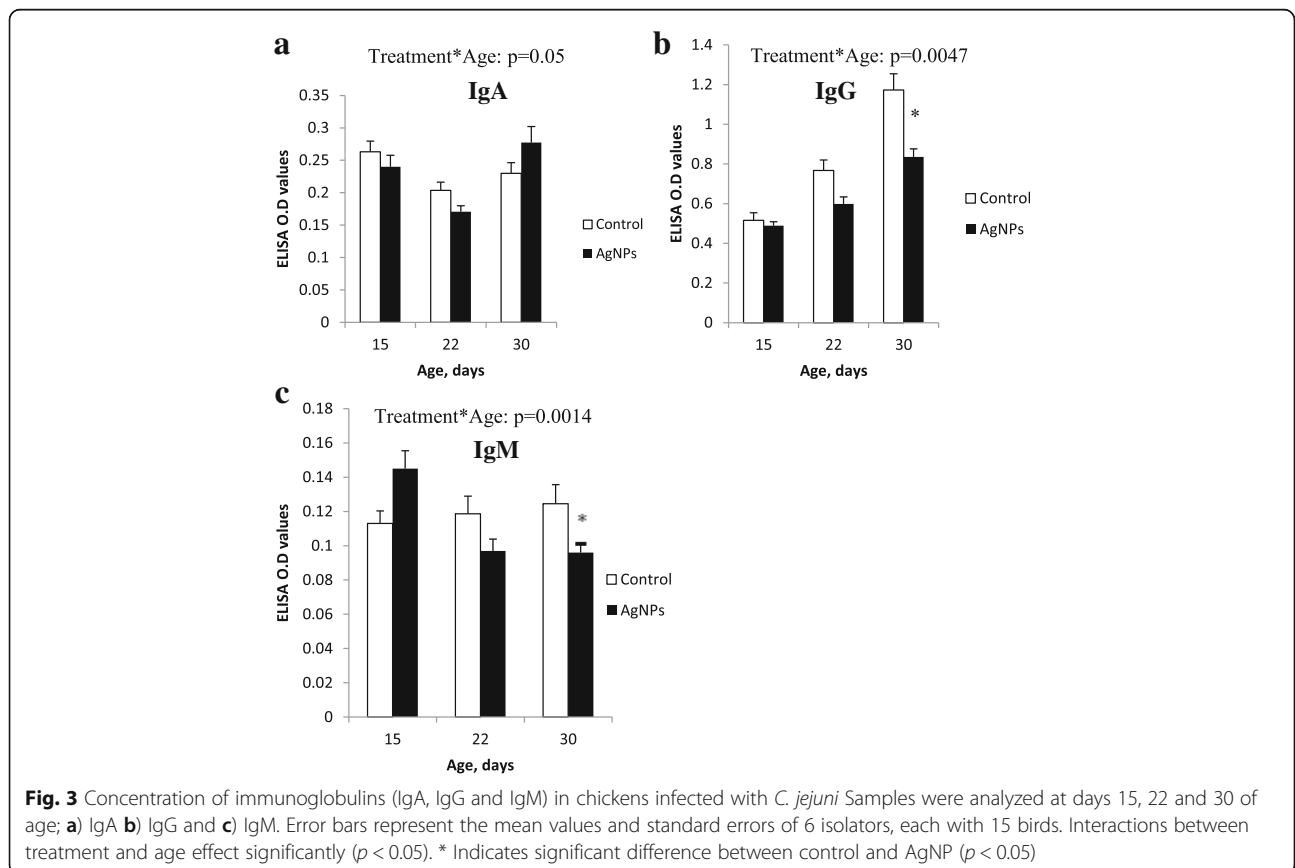 a
Treatment*Age: p=0.05
IgA
0.35
0.3
0.25
0.2
0.15
0.1
0.05
0
ELISA O.D values
15 22 30
Age, days
Control
AgNPs
b
Treatment*Age: p=0.0047
IgG
1.4
1.2
1
0.8
0.6
0.4
0.2
0
ELISA O.D values
*
15 22 30
Age, days
Control
AgNPs
c
Treatment*Age: p=0.0014
IgM
0.18
0.16
0.14
0.12
0.1
0.08
0.06
0.04
0.02
0
ELISA O.D values
*
15 22 30
Age, days
Control
AgNPs
Fig. 3 Concentration of immunoglobulins (IgA, IgG and IgM) in chickens infected with C. jejuni Samples were analyzed at days 15, 22 and 30 of
age; a) IgA b) IgG and c) IgM. Error bars represent the mean values and standard errors of 6 isolators, each with 15 birds. Interactions between
treatment and age effect significantly (p < 0.05). * Indicates significant difference between control and AgNP (p < 0.05)